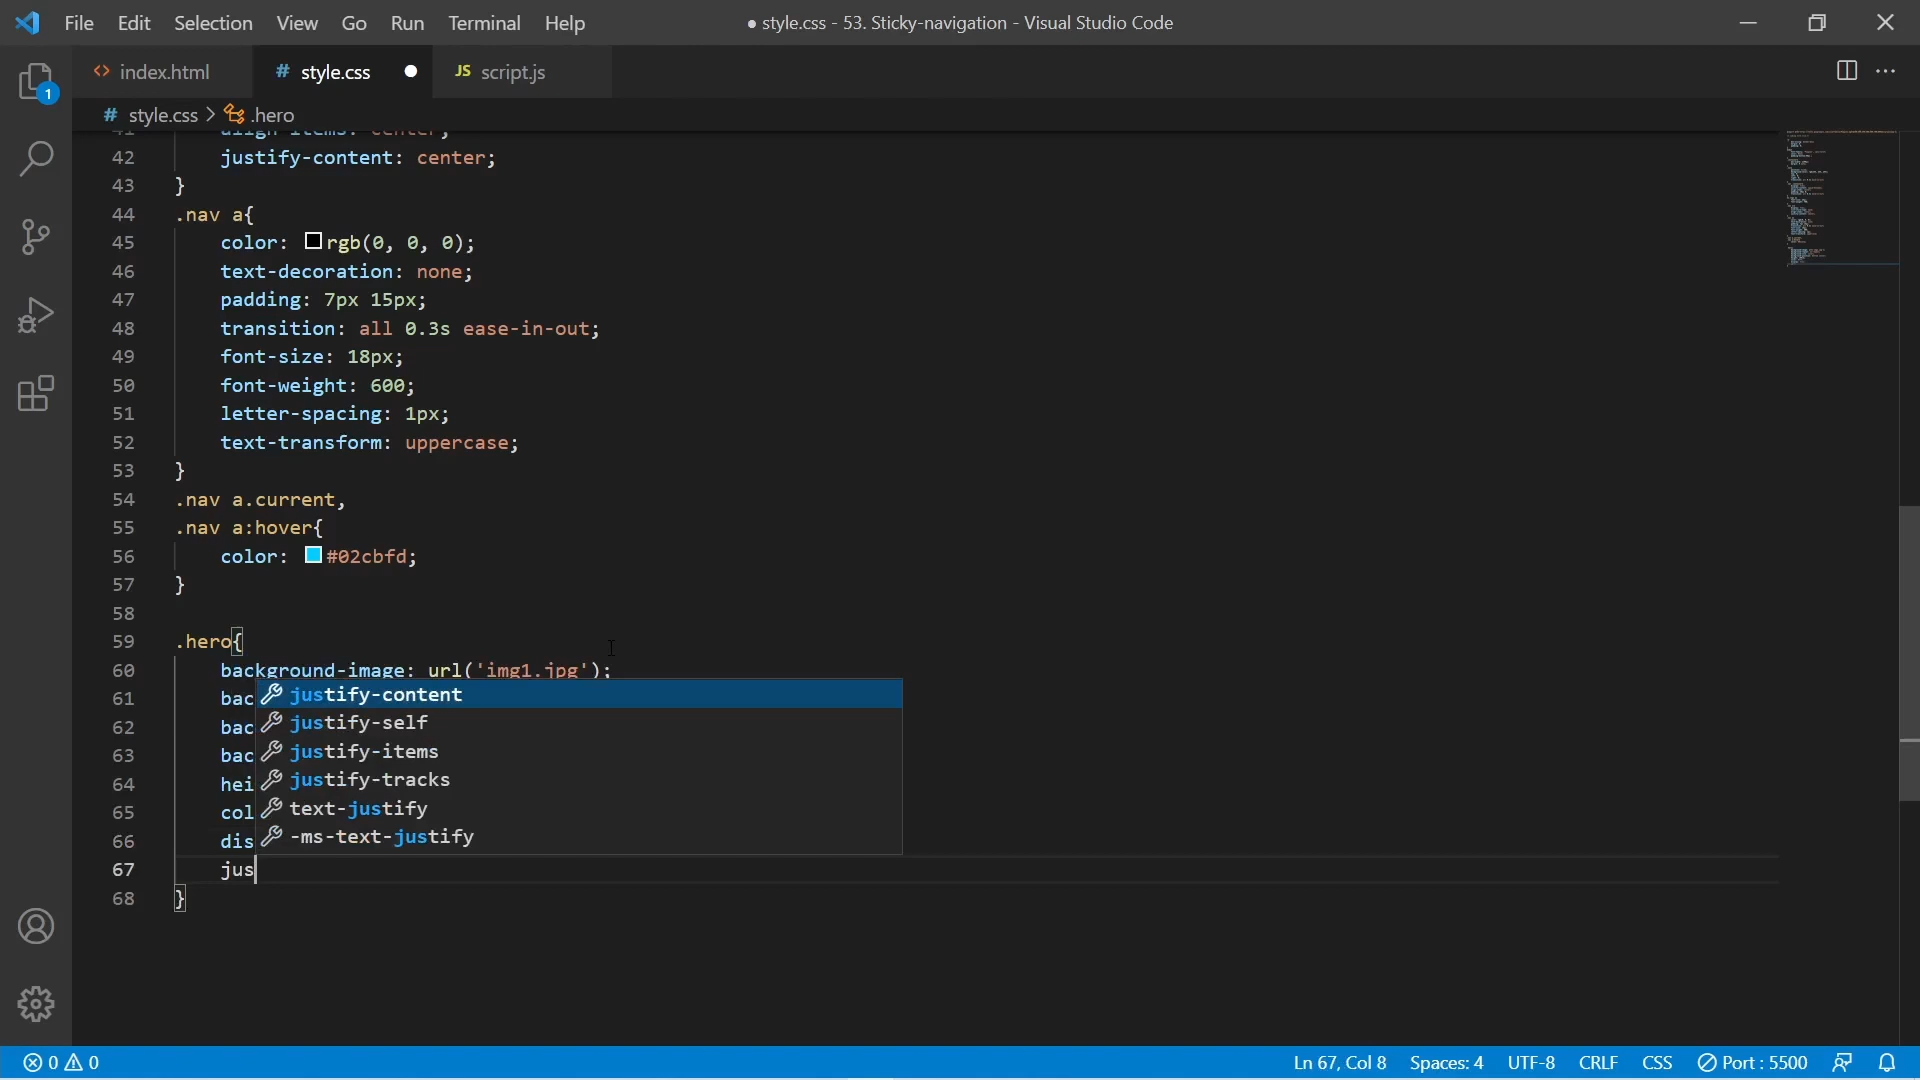 File Edit Selection View Go Run Terminal Help ● style.css - 53. Sticky-navigation - Visual Studio Code
1
<> index.html # style.css ● JS script.js
# style.css > .hero
41 align-items: center;
42 justify-content: center;
43 }
44 .nav a{
45 color: rgb(0, 0, 0);
46 text-decoration: none;
47 padding: 7px 15px;
48 transition: all 0.3s ease-in-out;
49 font-size: 18px;
50 font-weight: 600;
51 letter-spacing: 1px;
52 text-transform: uppercase;
53 }
54 .nav a.current,
55 .nav a:hover{
56 color: #02cbfd;
57 }
58
59 .hero{
60 background-image: url('img1.jpg');
61 bac justify-content
62 bac justify-self
63 bac justify-items
64 hei justify-tracks
65 col text-justify
66 dis -ms-text-justify
67 jus
68 }
0 0 Ln 67, Col 8 Spaces: 4 UTF-8 CRLF CSS Port : 5500